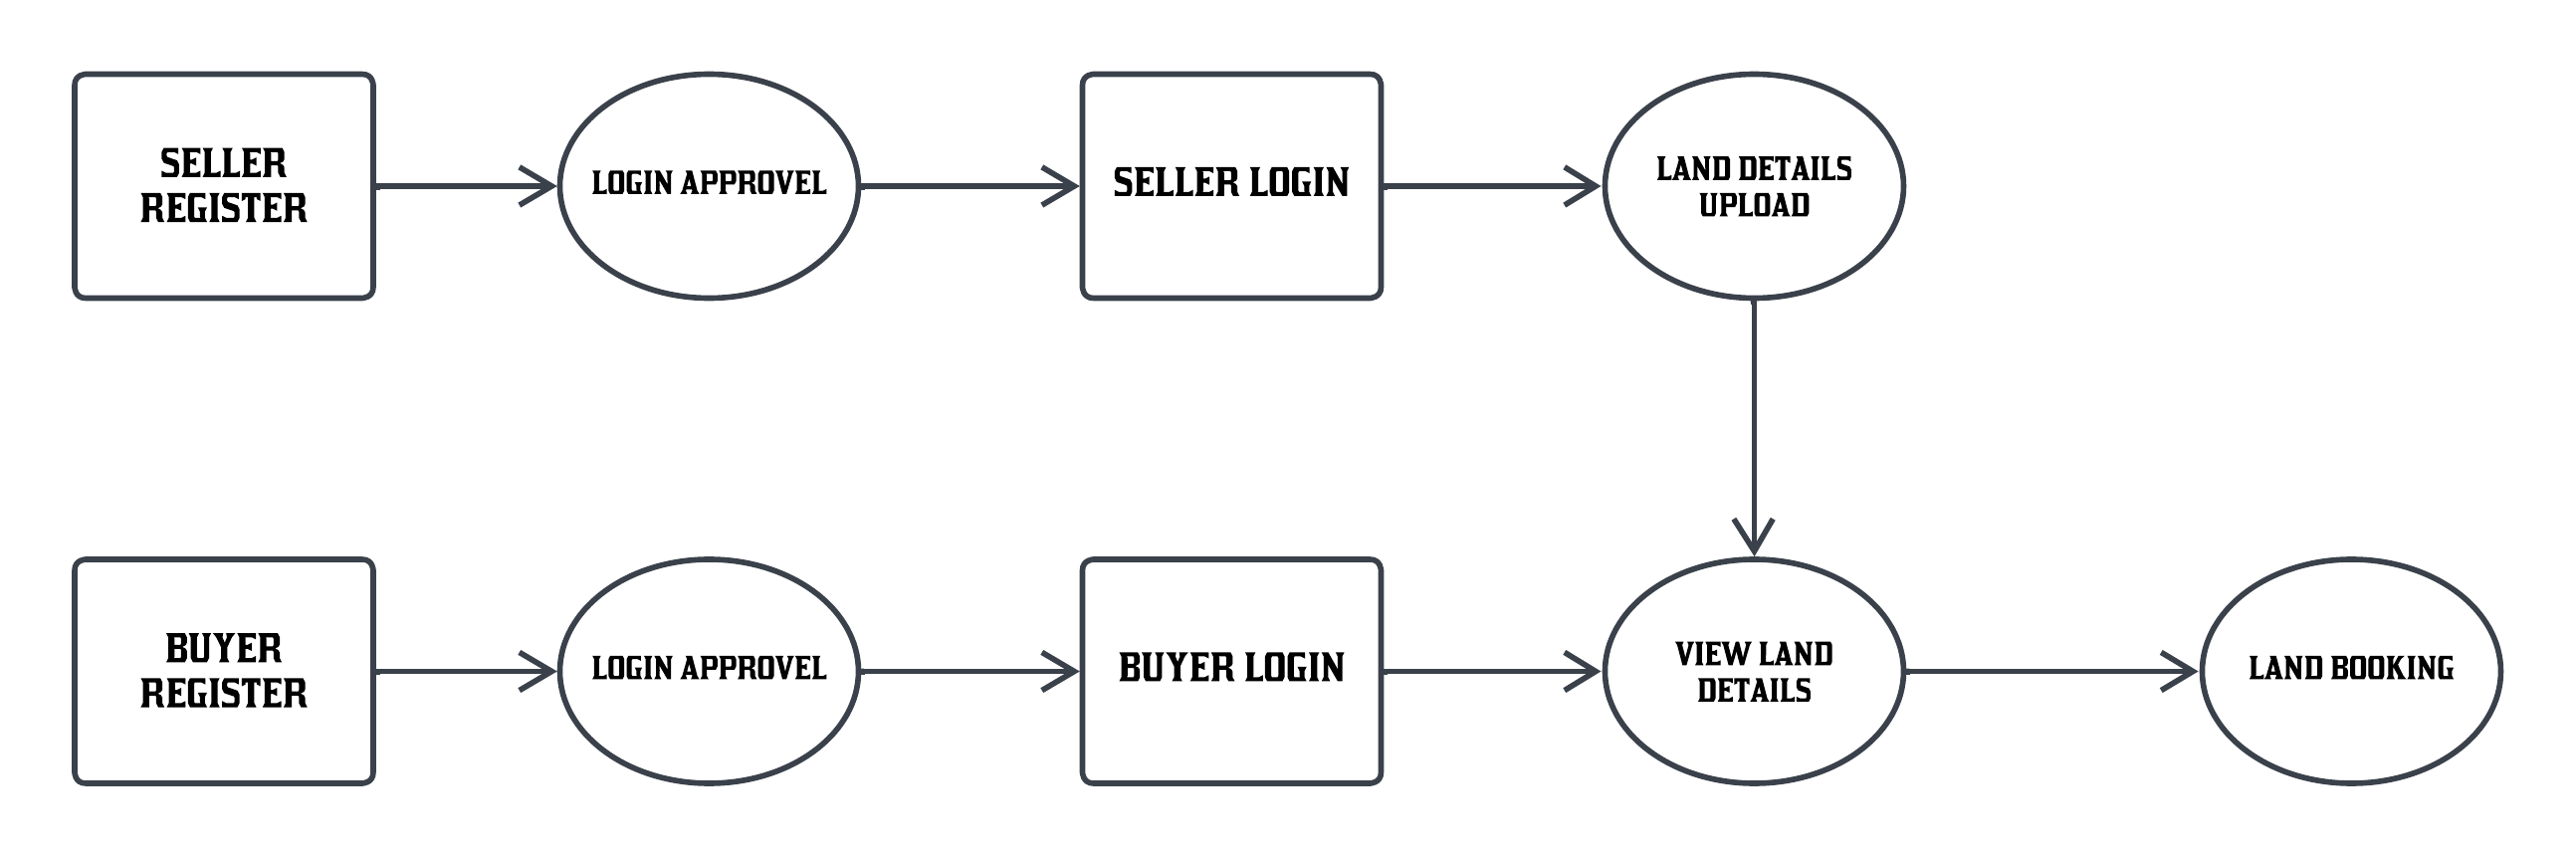 SELLER
REGISTER
LOGIN APPROVEL
SELLER LOGIN
LAND DETAILS
UPLOAD
BUYER
REGISTER
LOGIN APPROVEL
BUYER LOGIN
VIEW LAND
DETAILS
LAND BOOKING